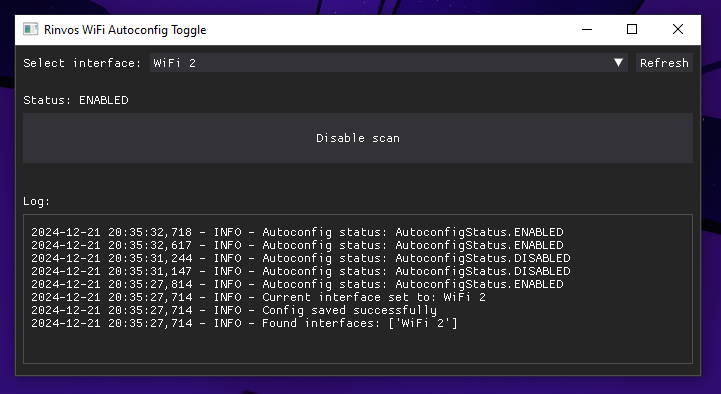 Rinvos WiFi Autoconfig Toggle
Select interface: WiFi 2 Refresh
Status: ENABLED
Disable scan
Log:
2024-12-21 20:35:32,718 - INFO - Autoconfig status: AutoconfigStatus.ENABLED
2024-12-21 20:35:32,617 - INFO - Autoconfig status: AutoconfigStatus.ENABLED
2024-12-21 20:35:31,244 - INFO - Autoconfig status: AutoconfigStatus.DISABLED
2024-12-21 20:35:31,147 - INFO - Autoconfig status: AutoconfigStatus.DISABLED
2024-12-21 20:35:27,814 - INFO - Autoconfig status: AutoconfigStatus.ENABLED
2024-12-21 20:35:27,714 - INFO - Current interface set to: WiFi 2
2024-12-21 20:35:27,714 - INFO - Config saved successfully
2024-12-21 20:35:27,714 - INFO - Found interfaces: ['WiFi 2']